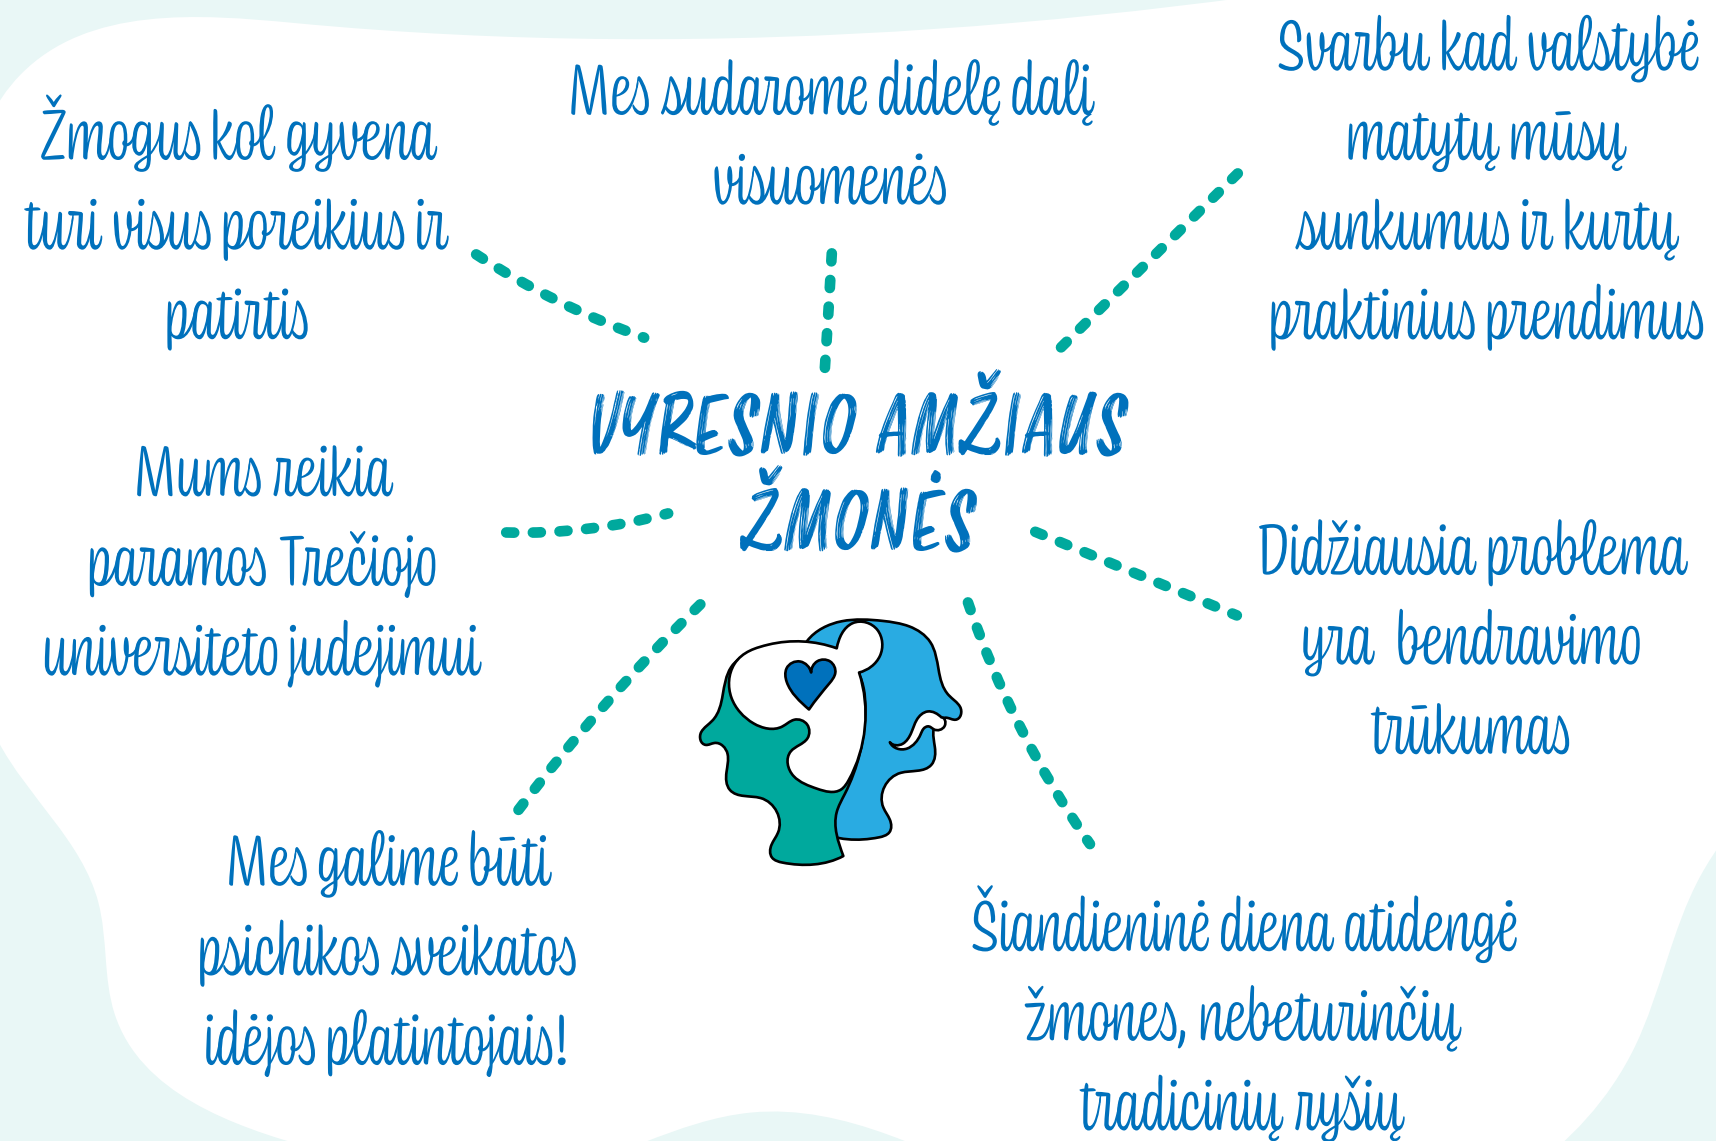 Žmogus kol gyvena
turi visus poreikius ir
patirtis
Mes sudarome didelę dalį
visuomenės
Svarbu kad valstybė
matytų mūsų
sunkumus ir kurtų
praktinius prendimus
VYRESNIO AMŽIAUS
ŽMONĖS
Mums reikia
paramos Trečiojo
universiteto judejimui
Didžiausia problema
yra bendravimo
trūkumas
Mes galime būti
psichikos sveikatos
idėjos platintojais!
Šiandieninė diena atidengė
žmones, nebeturinčių
tradicinių ryšių